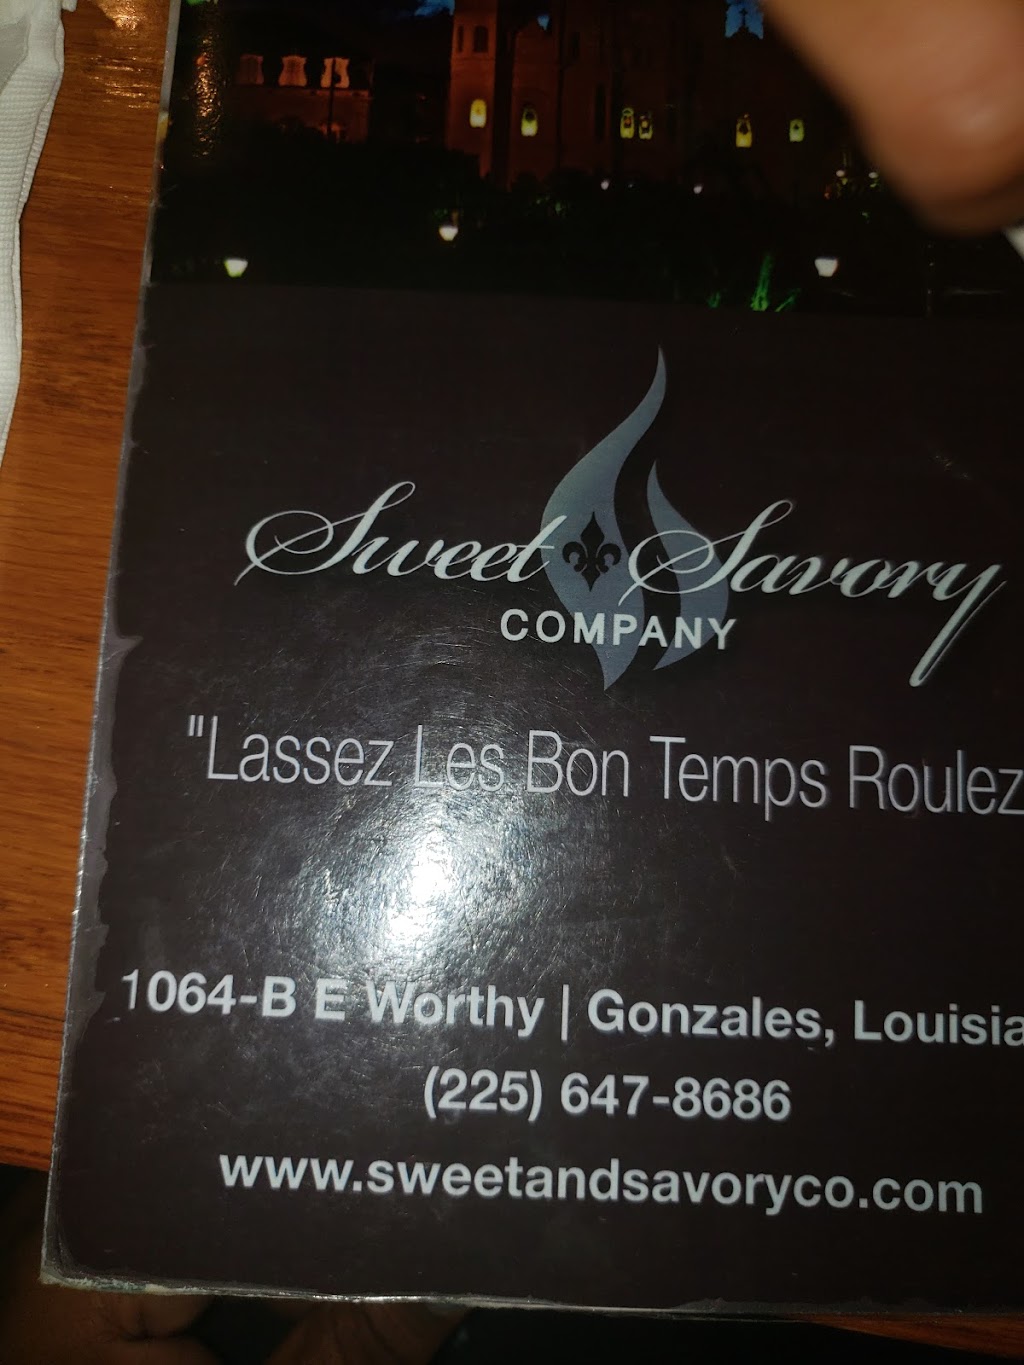 Sweet Savory
COMPANY
"Lassez Les Bon Temps Roulez
1064-B E Worthy | Gonzales, Louisia
(225) 647-8686
www.sweetandsavoryco.com